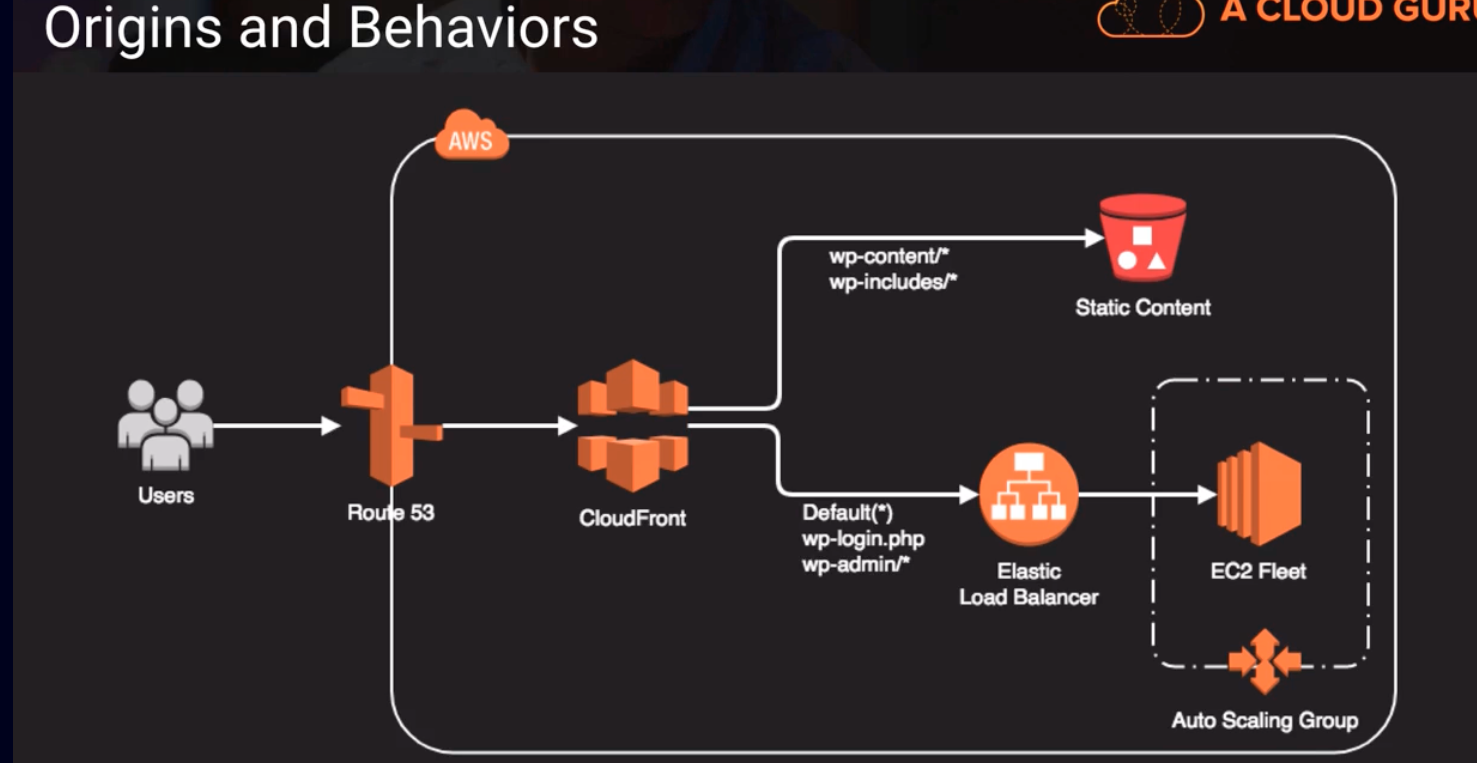 Origins and Behaviors
A CLOUD GURU
AWS
wp-content/*
wp-includes/*
Static Content
Users
Route 53
CloudFront
Default(*)
wp-login.php
wp-admin/*
Elastic
Load Balancer
EC2 Fleet
Auto Scaling Group